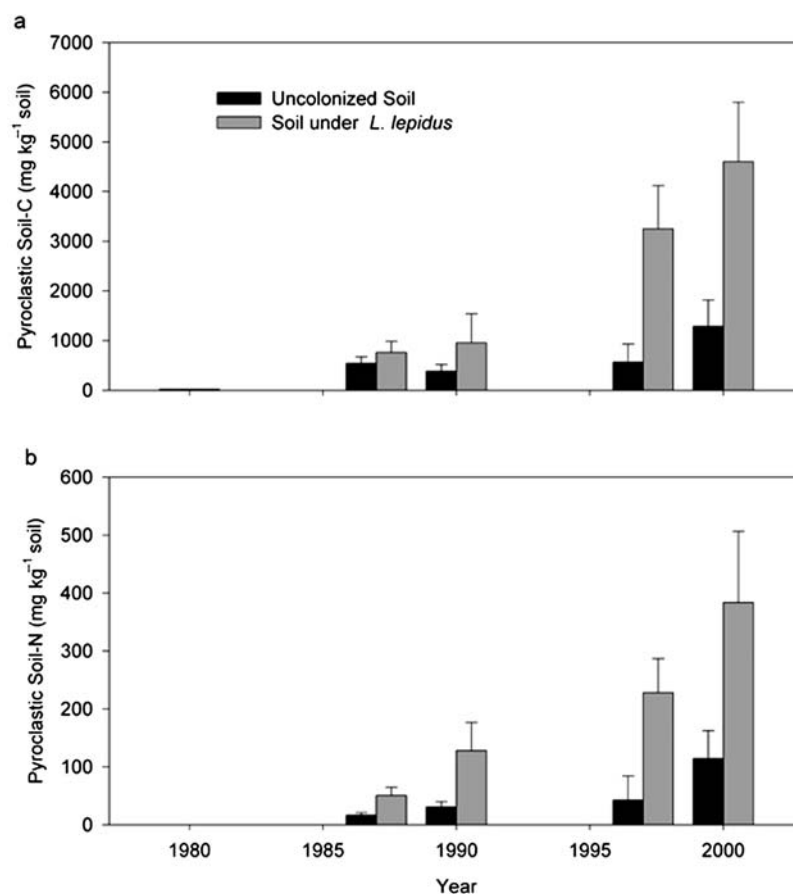 a
Pyroclastic Soil-C (mg kg⁻¹ soil)
7000
6000
5000
4000
3000
2000
1000
0
Uncolonized Soil
Soil under L. lepidus
b
Pyroclastic Soil-N (mg kg⁻¹ soil)
600
500
400
300
200
100
0
1980 1985 1990 1995 2000
Year